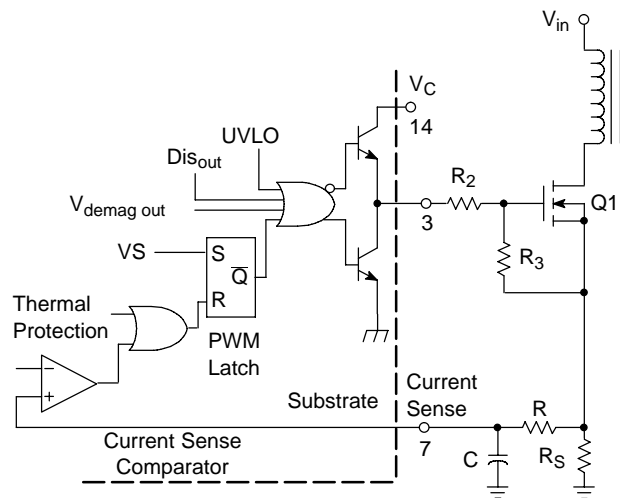 Vin
VC
14
UVLO
Disout
Vdemag out
R2
3
Q1
VS
S
Q
R
R3
Thermal
Protection
PWM
Latch
−
+
Substrate
Current
Sense
7
R
C
RS
Current Sense
Comparator